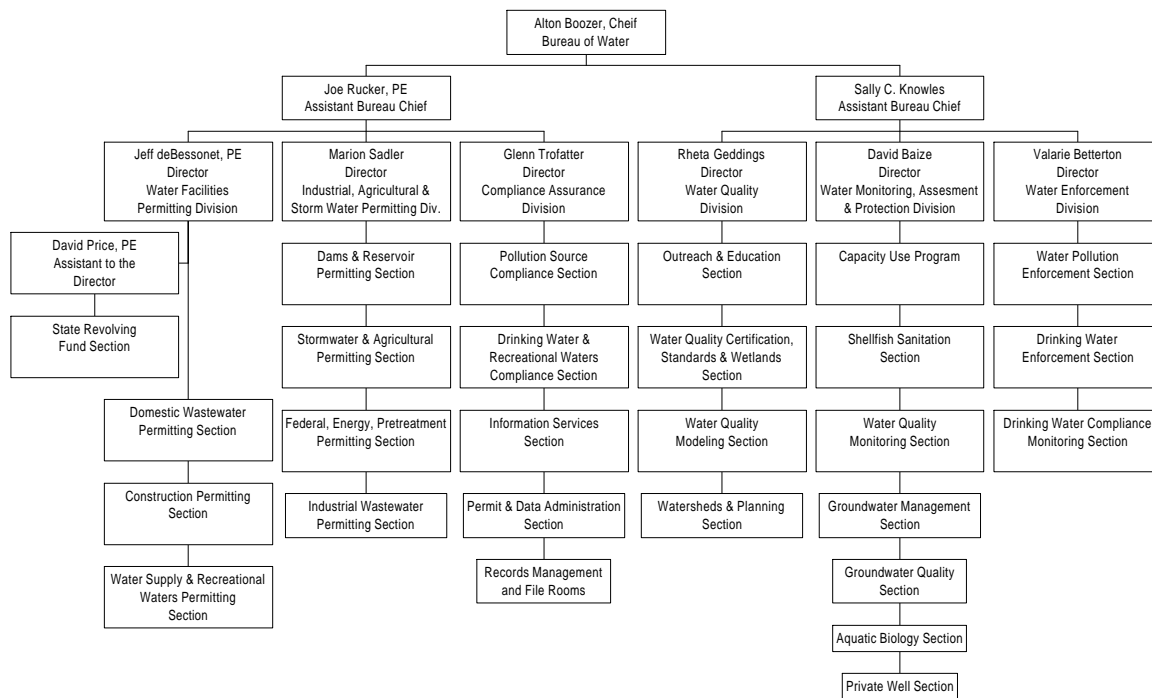 Alton Boozer, Cheif
Bureau of Water
Joe Rucker, PE
Assistant Bureau Chief
Sally C. Knowles
Assistant Bureau Chief
Jeff deBessonet, PE
Director
Water Facilities
Permitting Division
Marion Sadler
Director
Industrial, Agricultural &
Storm Water Permitting Div.
Glenn Trofatter
Director
Compliance Assurance
Division
Rheta Geddings
Director
Water Quality
Division
David Baize
Director
Water Monitoring, Assesment
& Protection Division
Valarie Betterton
Director
Water Enforcement
Division
David Price, PE
Assistant to the
Director
State Revolving
Fund Section
Domestic Wastewater
Permitting Section
Construction Permitting
Section
Water Supply & Recreational
Waters Permitting
Section
Dams & Reservoir
Permitting Section
Stormwater & Agricultural
Permitting Section
Federal, Energy, Pretreatment
Permitting Section
Industrial Wastewater
Permitting Section
Pollution Source
Compliance Section
Drinking Water &
Recreational Waters
Compliance Section
Information Services
Section
Permit & Data Administration
Section
Records Management
and File Rooms
Outreach & Education
Section
Water Quality Certification,
Standards & Wetlands
Section
Water Quality
Modeling Section
Watersheds & Planning
Section
Capacity Use Program
Shellfish Sanitation
Section
Water Quality
Monitoring Section
Groundwater Management
Section
Groundwater Quality
Section
Aquatic Biology Section
Private Well Section
Water Pollution
Enforcement Section
Drinking Water
Enforcement Section
Drinking Water Compliance
Monitoring Section